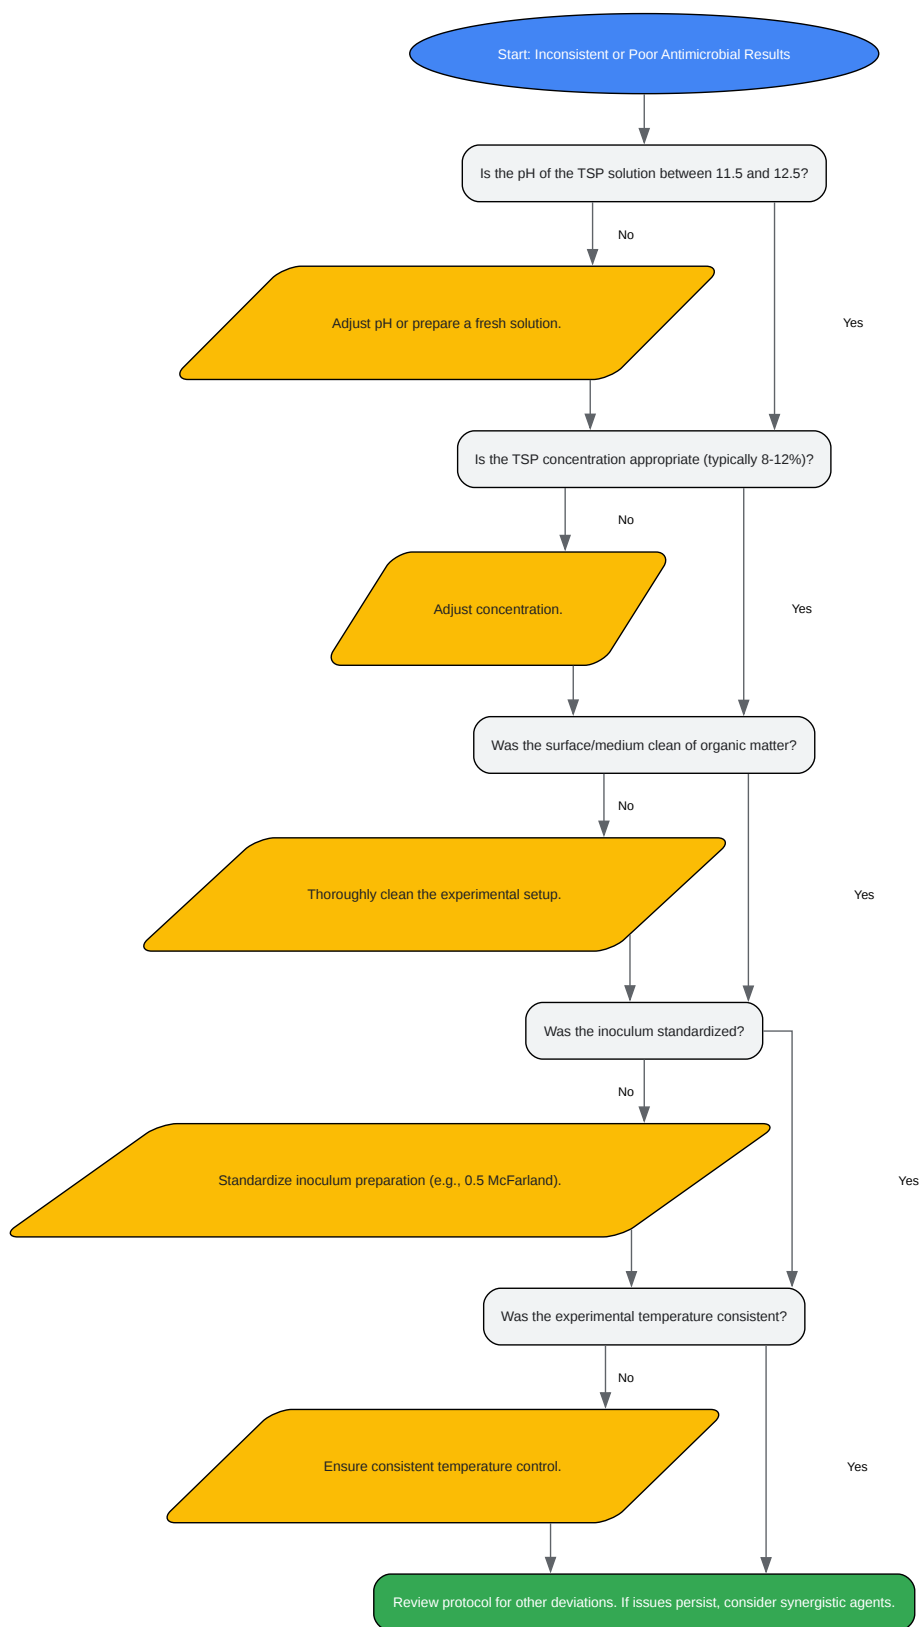 Start: Inconsistent or Poor Antimicrobial Results
Is the pH of the TSP solution between 11.5 and 12.5?
No
Adjust pH or prepare a fresh solution.
Yes
Is the TSP concentration appropriate (typically 8-12%)?
No
Adjust concentration.
Yes
Was the surface/medium clean of organic matter?
No
Thoroughly clean the experimental setup.
Yes
Was the inoculum standardized?
No
Standardize inoculum preparation (e.g., 0.5 McFarland).
Yes
Was the experimental temperature consistent?
No
Ensure consistent temperature control.
Yes
Review protocol for other deviations. If issues persist, consider synergistic agents.